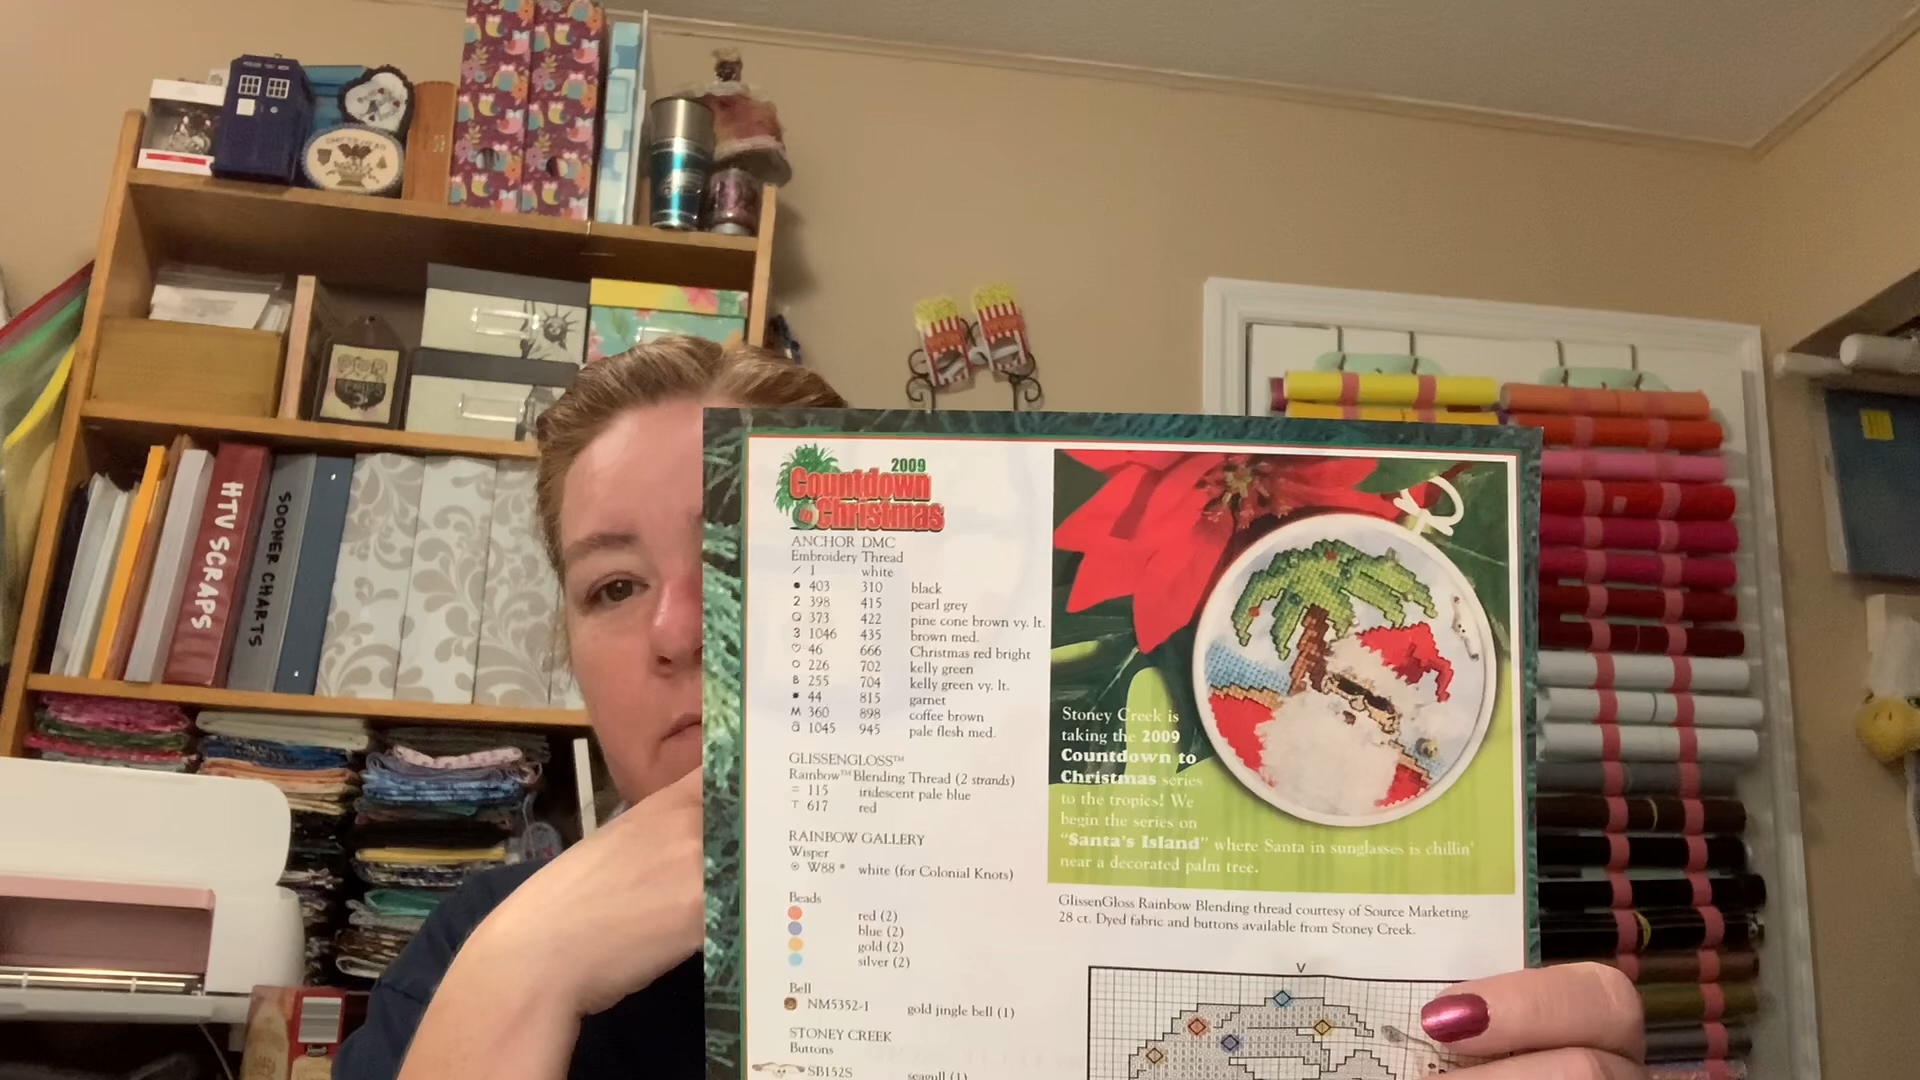 HTV SCRAPS
SOONER CHARTS
2009
Countdown
to Christmas
ANCHOR DMC
Embroidery Thread
/ 1 white
● 403 310 black
2 398 415 pearl grey
Q 373 422 pine cone brown vy. lt.
3 1046 435 brown med.
♡ 46 666 Christmas red bright
○ 226 702 kelly green
B 255 704 kelly green vy. lt.
44 815 garnet
M 360 898 coffee brown
a 1045 945 pale flesh med.
GLISSENGLOSS™
Rainbow™ Blending Thread (2 strands)
= 115 iridescent pale blue
T 617 red
RAINBOW GALLERY
Wisper
⊙ W88 * white (for Colonial Knots)
Beads
red (2)
blue (2)
gold (2)
silver (2)
Bell
NM5352-1 gold jingle bell (1)
STONEY CREEK
Buttons
SB152S seagull (1)
Stoney Creek is
taking the 2009
Countdown to
Christmas series
to the tropics! We
begin the series on
"Santa's Island" where Santa in sunglasses is chillin'
near a decorated palm tree.
GlissenGloss Rainbow Blending thread courtesy of Source Marketing.
28 ct. Dyed fabric and buttons available from Stoney Creek.
V